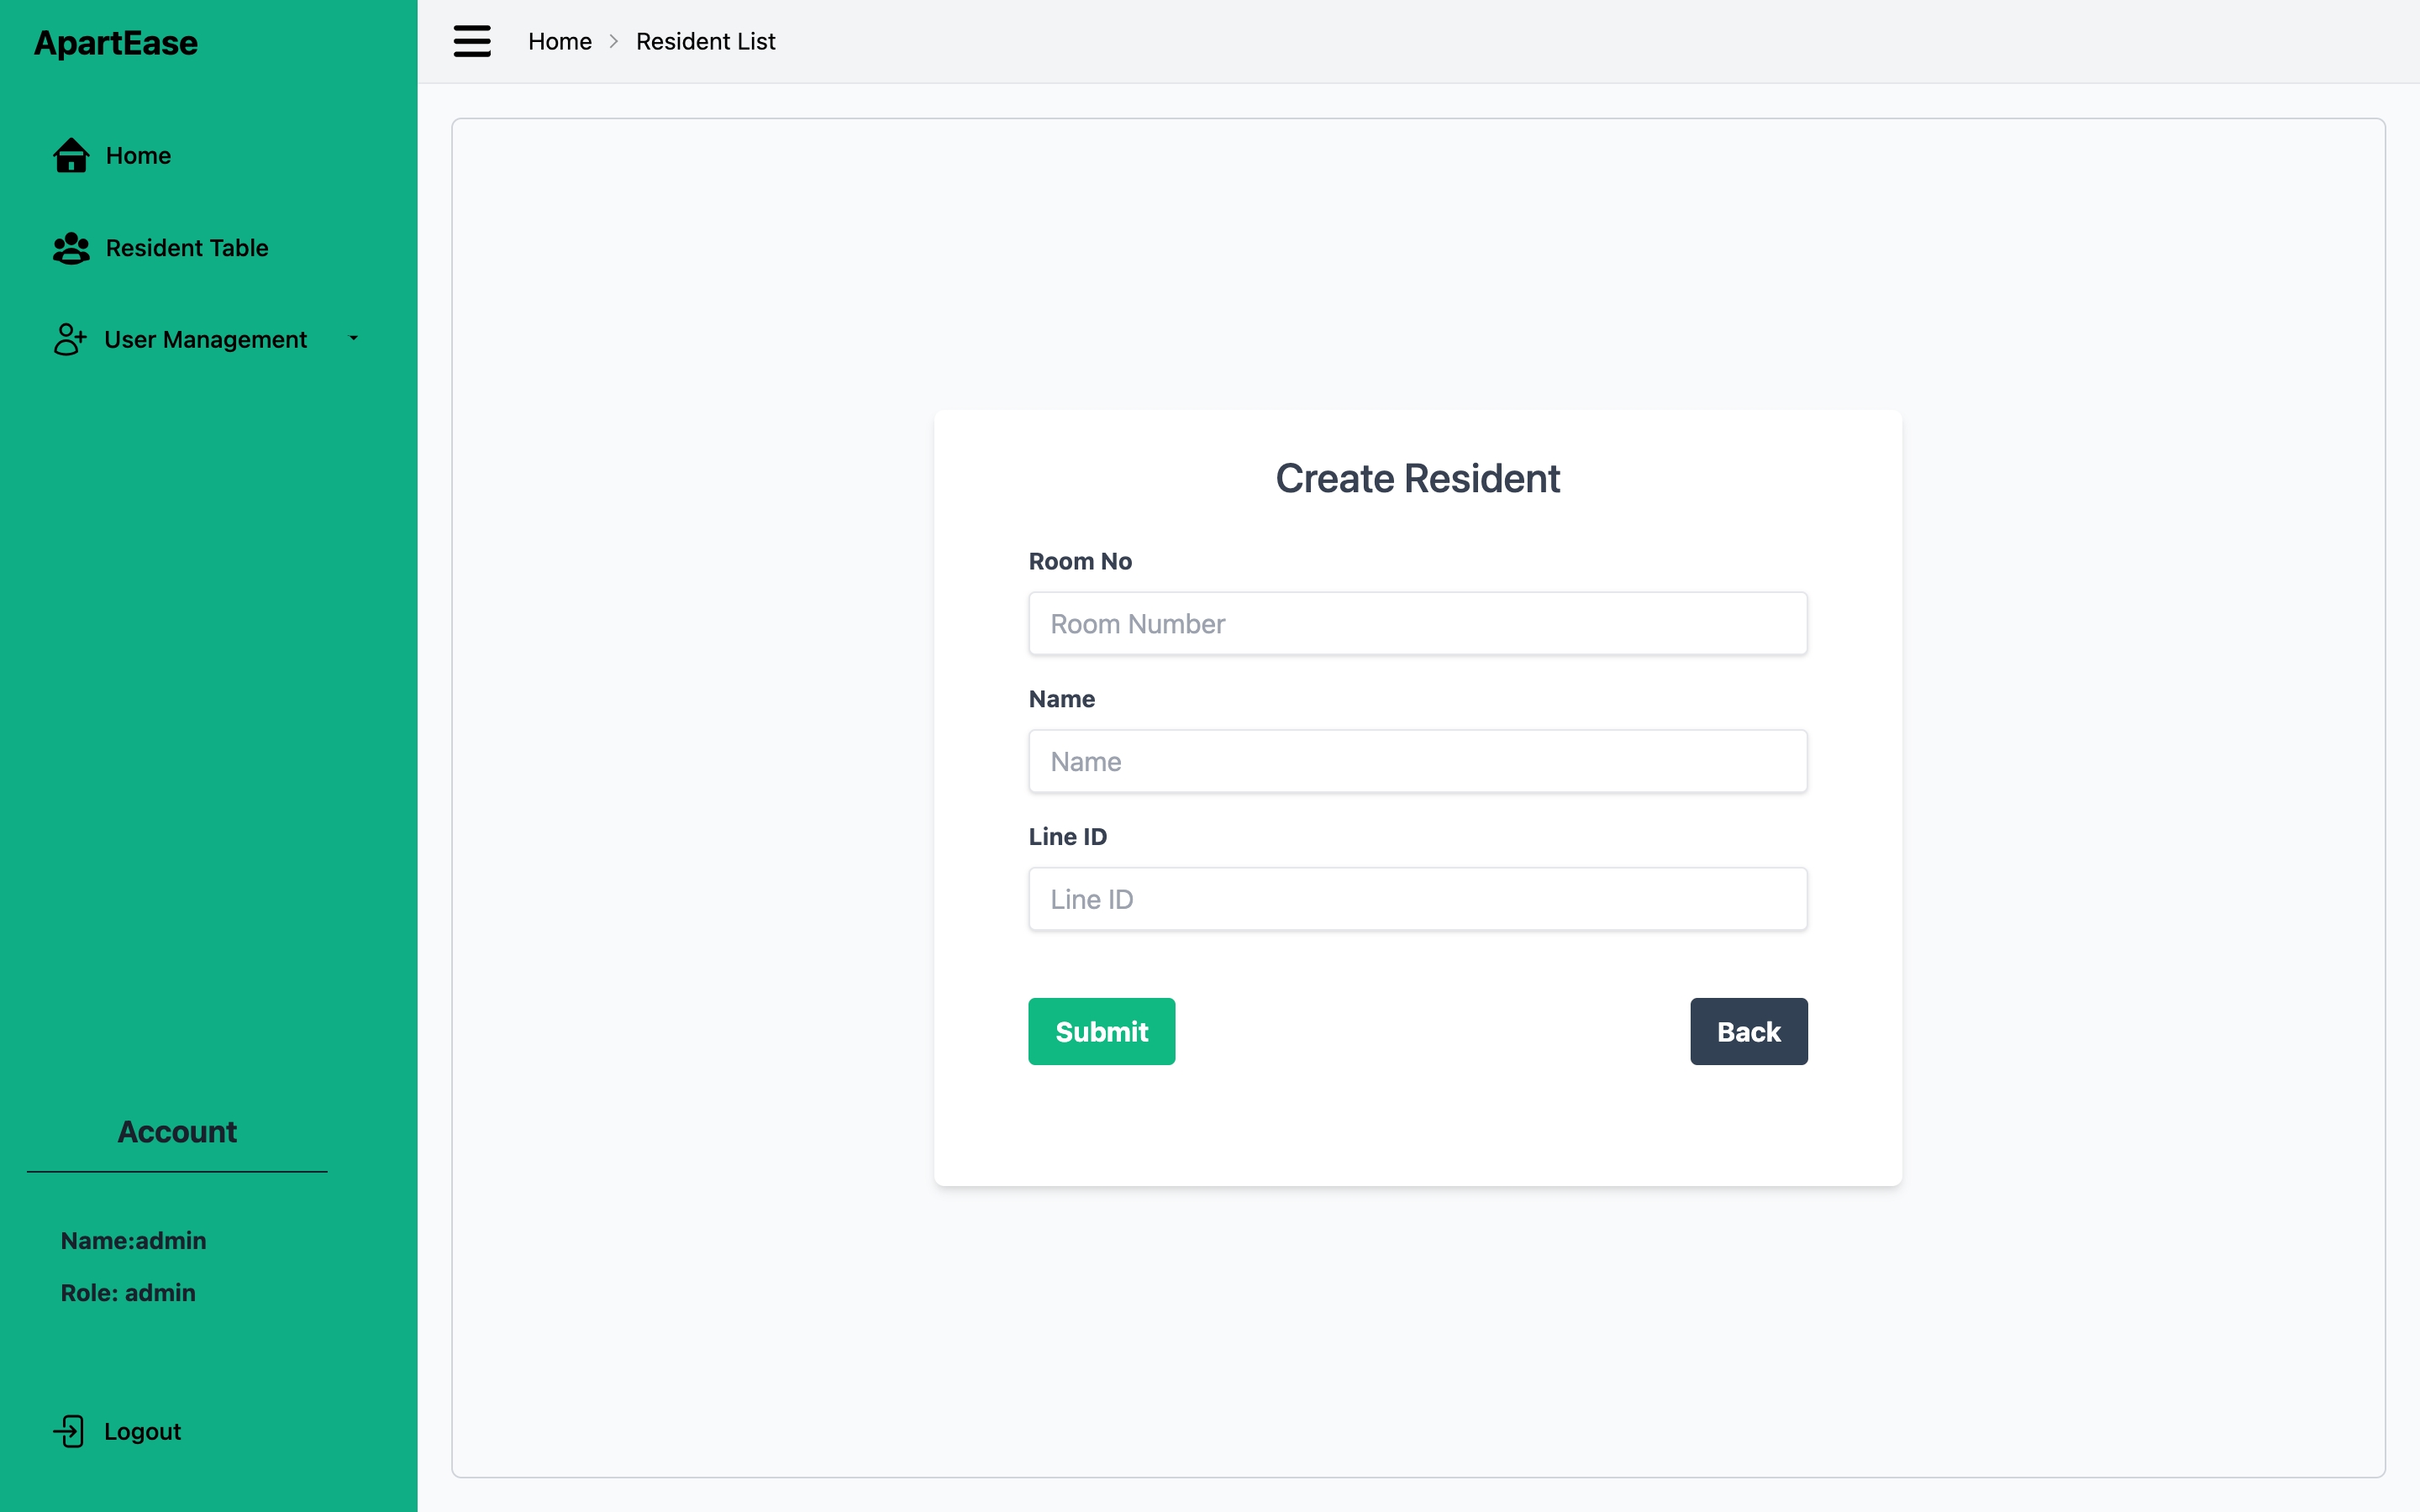 ApartEase
Home
Resident Table
User Management
Account
Name:admin
Role: admin
Logout
Home > Resident List
Create Resident
Room No
Room Number
Name
Name
Line ID
Line ID
Submit
Back